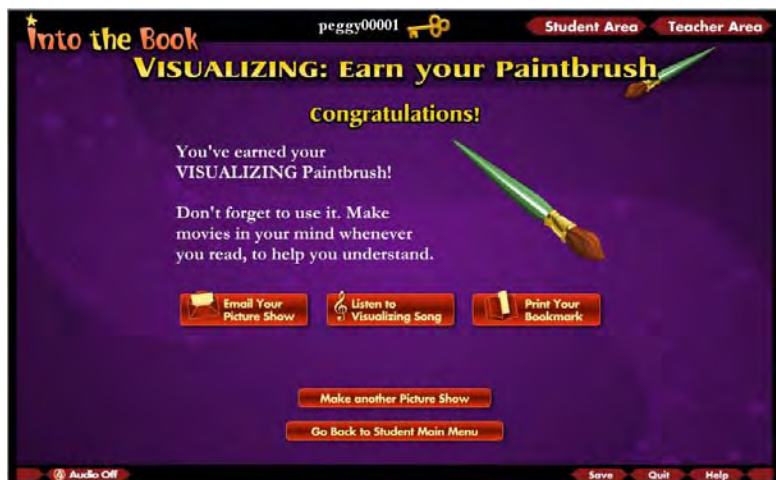 Into the Book
peggy00001
Student Area
Teacher Area
VISUALIZING: Earn your Paintbrush
Congratulations!
You've earned your
VISUALIZING Paintbrush!
Don't forget to use it. Make
movies in your mind whenever
you read, to help you understand.
Email Your
Picture Show
Listen to
Visualizing Song
Print Your
Bookmark
Make another Picture Show
Go Back to Student Main Menu
Audio Off
Save
Quit
Help